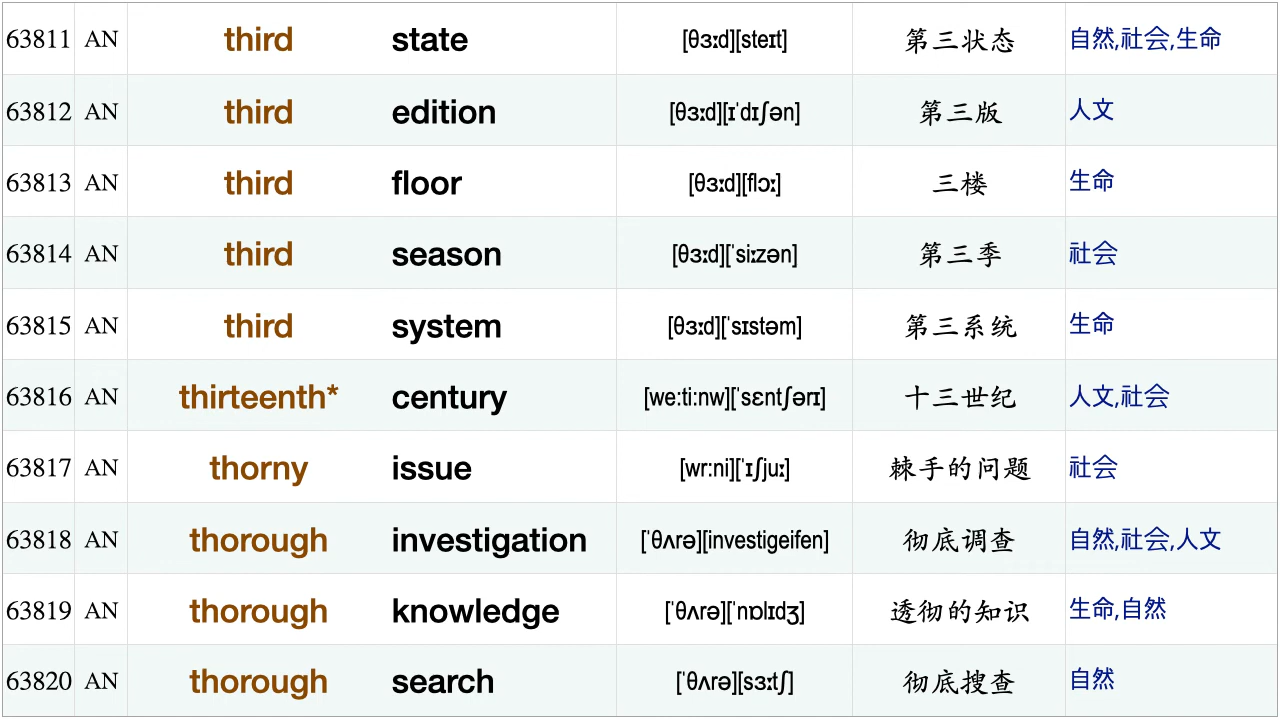 63811 AN third state [θɜːd][steɪt] 第三状态 自然,社会,生命
63812 AN third edition [θɜːd][ɪˈdɪʃən] 第三版 人文
63813 AN third floor [θɜːd][flɔː] 三楼 生命
63814 AN third season [θɜːd][ˈsiːzən] 第三季 社会
63815 AN third system [θɜːd][ˈsɪstəm] 第三系统 生命
63816 AN thirteenth* century [we:ti:nw][ˈsɛntʃərɪ] 十三世纪 人文,社会
63817 AN thorny issue [wr:ni][ˈɪʃjuː] 棘手的问题 社会
63818 AN thorough investigation [ˈθʌrə][investigeifen] 彻底调查 自然,社会,人文
63819 AN thorough knowledge [ˈθʌrə][ˈnɒlɪdʒ] 透彻的知识 生命,自然
63820 AN thorough search [ˈθʌrə][sɜːtʃ] 彻底搜查 自然